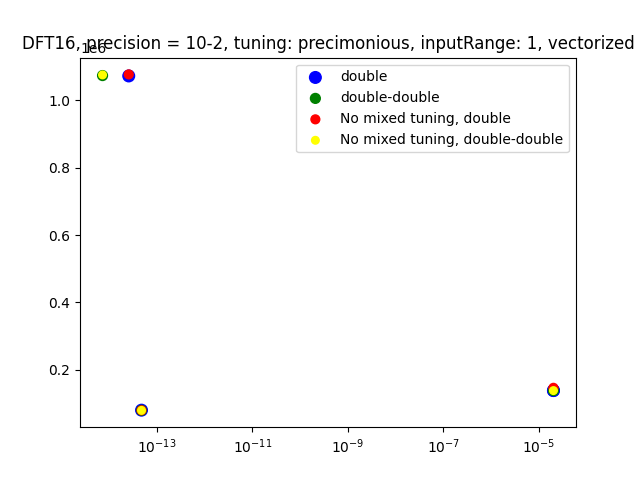 DFT16, precision = 10-2, tuning: precimonious, inputRange: 1, vectorized
1e6
double
double-double
No mixed tuning, double
No mixed tuning, double-double
1.0
0.8
0.6
0.4
0.2
10⁻¹³ 10⁻¹¹ 10⁻⁹ 10⁻⁷ 10⁻⁵